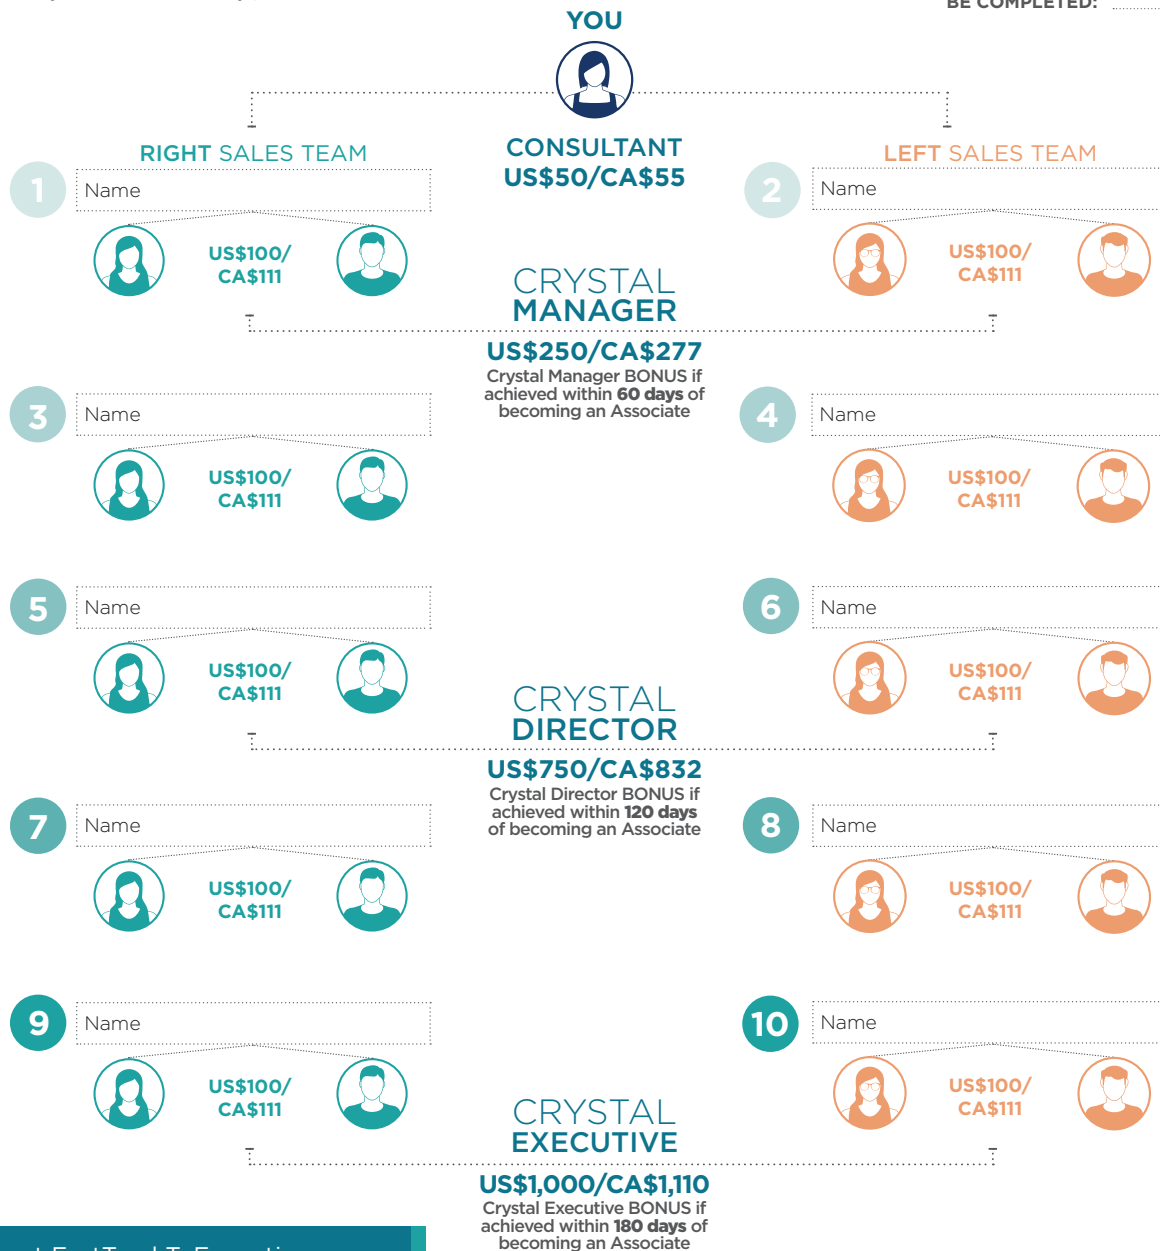 BE COMPLETED:
YOU
CONSULTANT
US$50/CA$55
RIGHT SALES TEAM
LEFT SALES TEAM
1
Name
US$100/
CA$111
2
Name
US$100/
CA$111
CRYSTAL
MANAGER
US$250/CA$277
Crystal Manager BONUS if
achieved within 60 days of
becoming an Associate
3
Name
US$100/
CA$111
4
Name
US$100/
CA$111
5
Name
US$100/
CA$111
6
Name
US$100/
CA$111
CRYSTAL
DIRECTOR
US$750/CA$832
Crystal Director BONUS if
achieved within 120 days
of becoming an Associate
7
Name
US$100/
CA$111
8
Name
US$100/
CA$111
9
Name
US$100/
CA$111
10
Name
US$100/
CA$111
CRYSTAL
EXECUTIVE
US$1,000/CA$1,110
Crystal Executive BONUS if
achieved within 180 days of
becoming an Associate